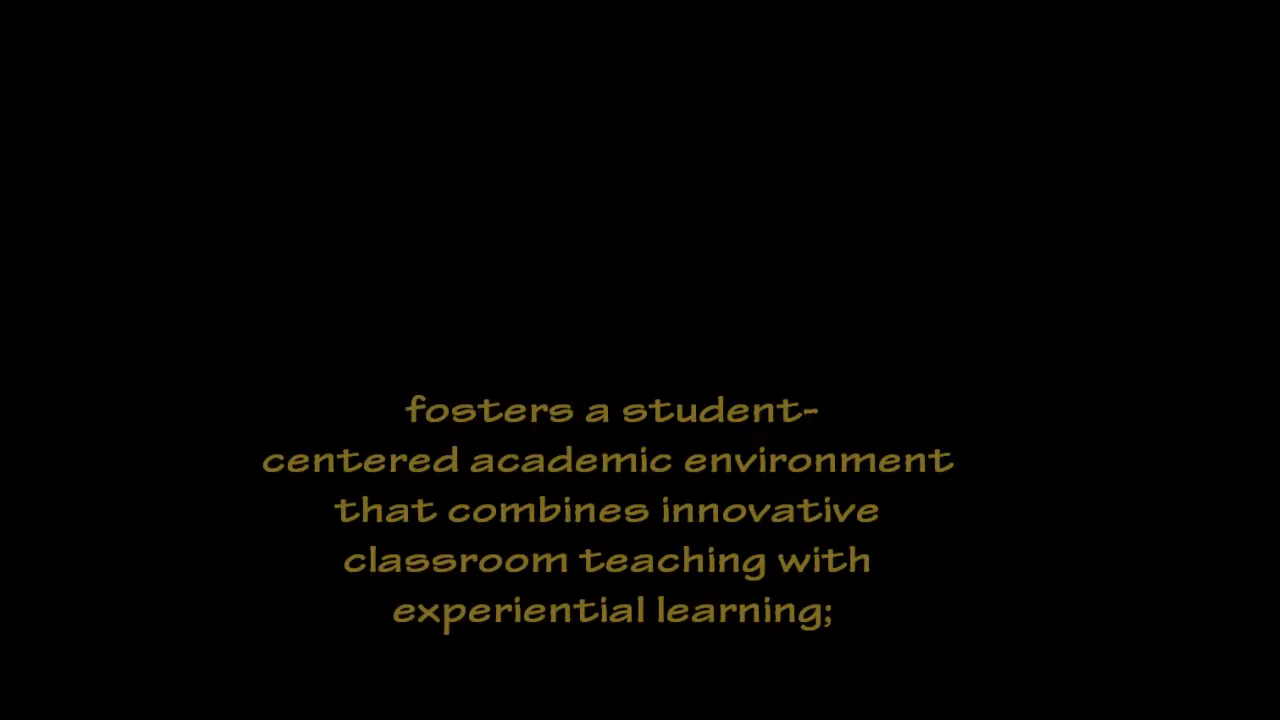 fosters a student-
centered academic environment
that combines innovative
classroom teaching with
experiential learning;